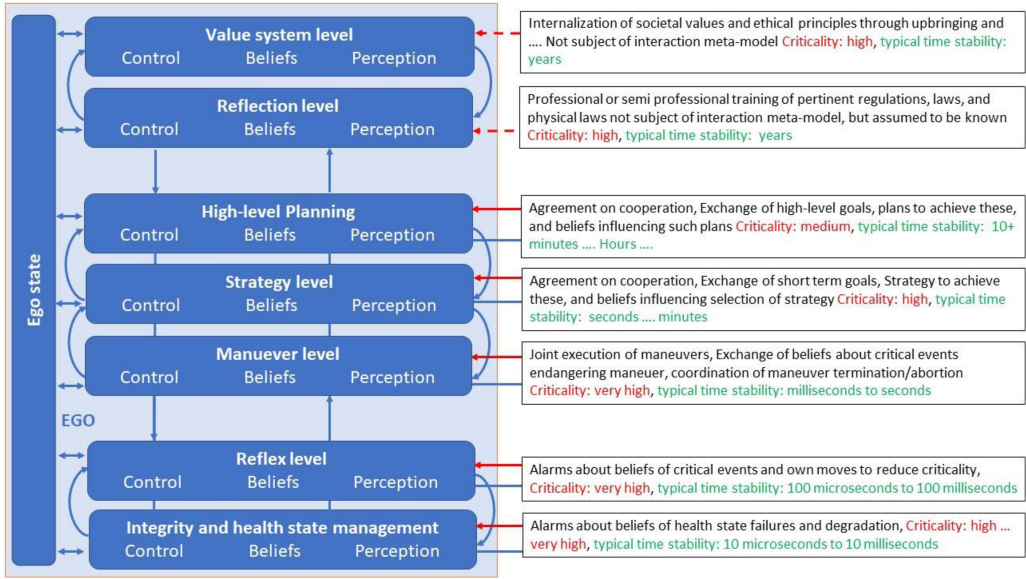 Ego state
EGO
Value system level
Control Beliefs Perception
Internalization of societal values and ethical principles through upbringing and
…. Not subject of interaction meta-model Criticality: high, typical time stability:
years
Reflection level
Control Beliefs Perception
Professional or semi professional training of pertinent regulations, laws, and
physical laws not subject of interaction meta-model, but assumed to be known
Criticality: high, typical time stability: years
High-level Planning
Control Beliefs Perception
Agreement on cooperation, Exchange of high-level goals, plans to achieve these,
and beliefs influencing such plans Criticality: medium, typical time stability: 10+
minutes …. Hours ….
Strategy level
Control Beliefs Perception
Agreement on cooperation, Exchange of short term goals, Strategy to achieve
these, and beliefs influencing selection of strategy Criticality: high, typical time
stability: seconds …. minutes
Manuever level
Control Beliefs Perception
Joint execution of maneuvers, Exchange of beliefs about critical events
endangering maneuer, coordination of maneuver termination/abortion
Criticality: very high, typical time stability: milliseconds to seconds
Reflex level
Control Beliefs Perception
Alarms about beliefs of critical events and own moves to reduce criticality,
Criticality: very high, typical time stability: 100 microseconds to 100 milliseconds
Integrity and health state management
Control Beliefs Perception
Alarms about beliefs of health state failures and degradation, Criticality: high ...
very high, typical time stability: 10 microseconds to 10 milliseconds